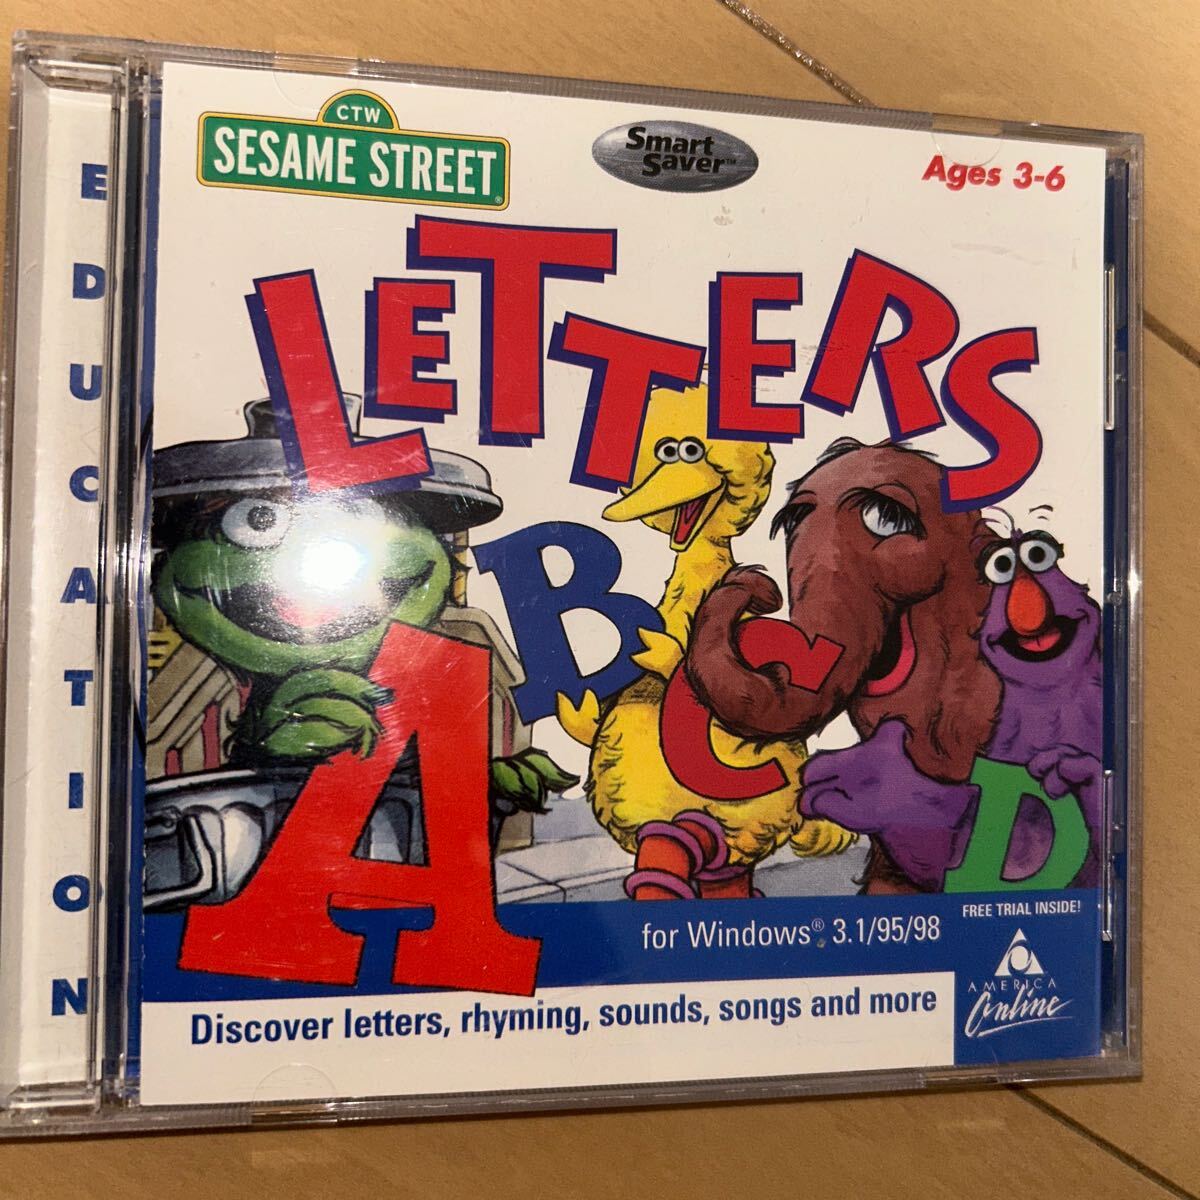 CTW
SESAME STREET®
Smart
Saver™
Ages 3-6
LETTERS
A
B
C
D
for Windows® 3.1/95/98
FREE TRIAL INSIDE!
AMERICA
Online
Discover letters, rhyming, sounds, songs and more
EDUCATION